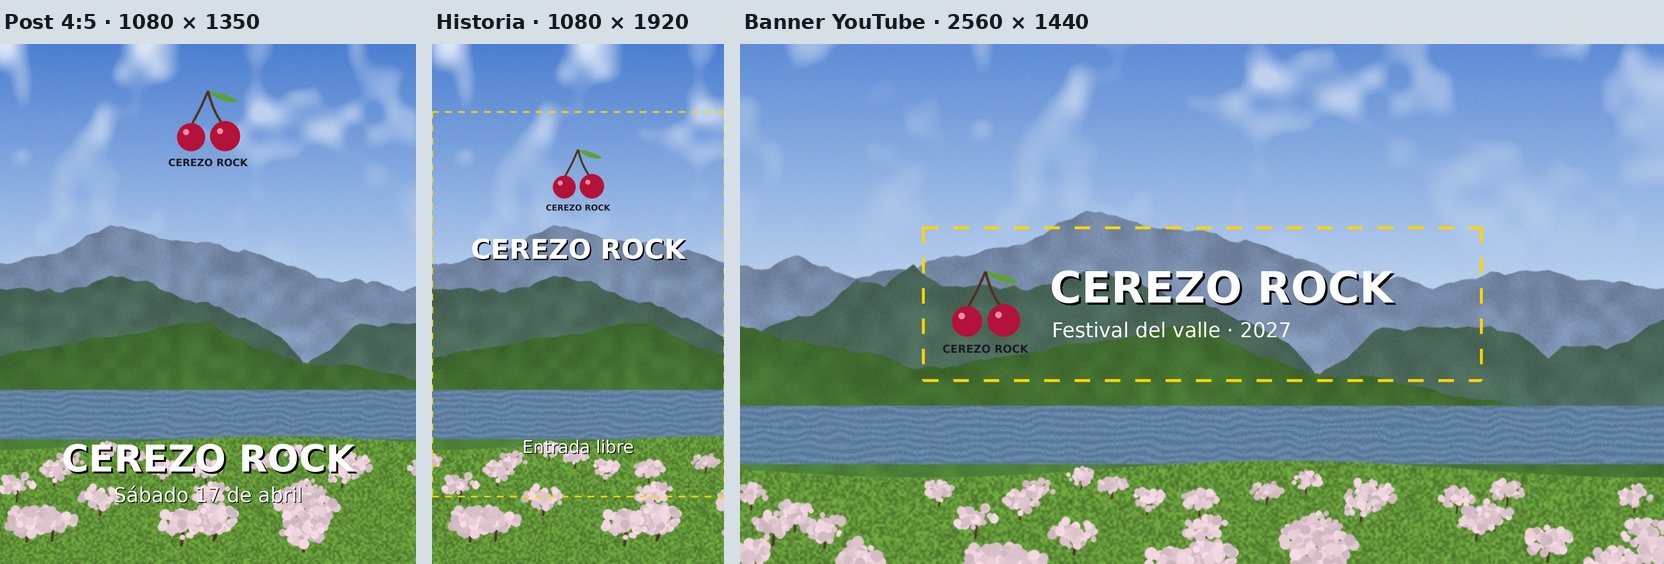 Post 4:5 · 1080 × 1350
CEREZO ROCK
CEREZO ROCK
Sábado 17 de abril
Historia · 1080 × 1920
CEREZO ROCK
CEREZO ROCK
Entrada libre
Banner YouTube · 2560 × 1440
CEREZO ROCK
Festival del valle · 2027
CEREZO ROCK